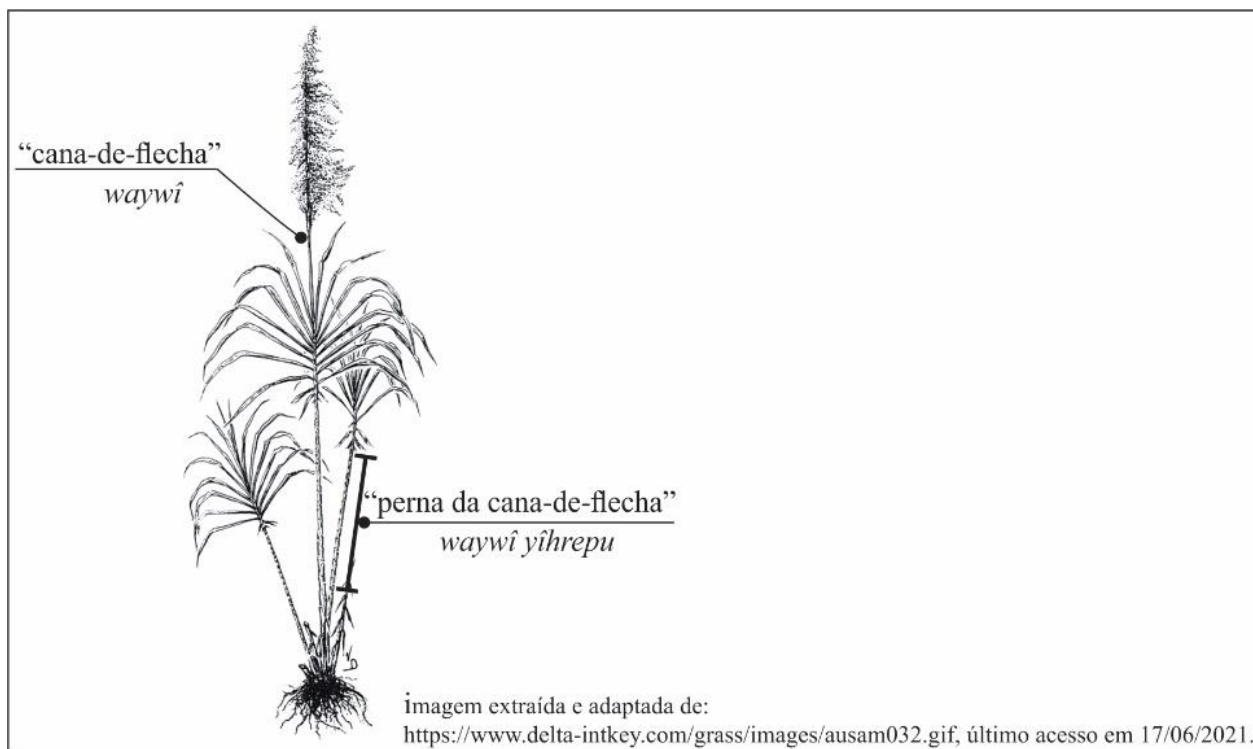 “cana-de-flecha”
waywî
“perna da cana-de-flecha”
waywî yîhrepu
imagem extraída e adaptada de:
https://www.delta-intkey.com/grass/images/ausam032.gif, último acesso em 17/06/2021.